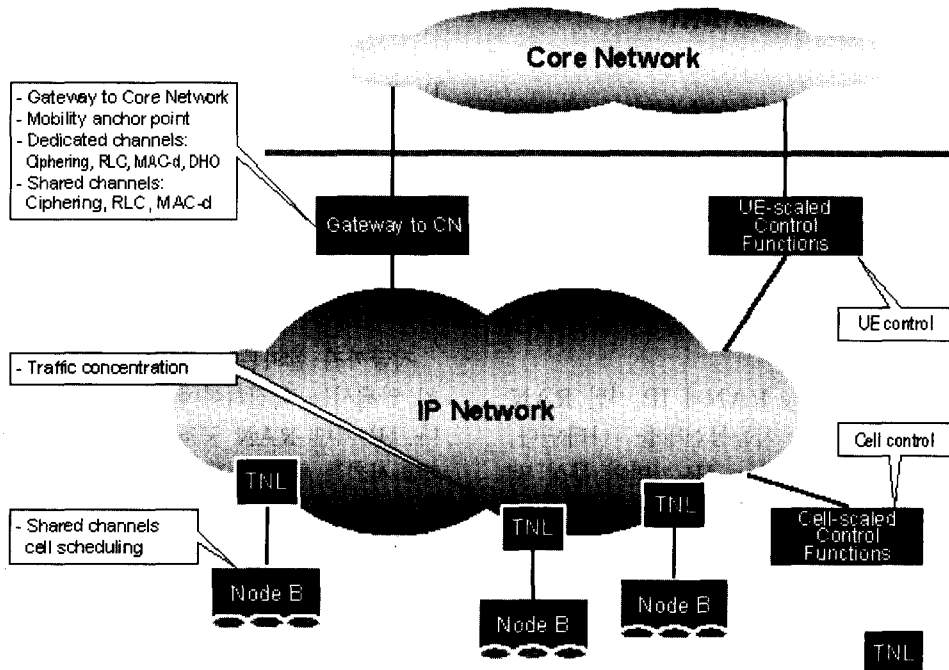 Core Network
- Gateway to Core Network
- Mobility anchor point
- Dedicated channels:
Ciphering, RLC, MAC-d, DHO
- Shared channels:
Ciphering, RLC, MAC-d
Gateway to CN
UE-scaled
Control
Functions
UE control
- Traffic concentration
IP Network
Cell control
TNL
TNL
TNL
- Shared channels
cell scheduling
Cell-scaled
Control
Functions
Node B
Node B
Node B
TNL